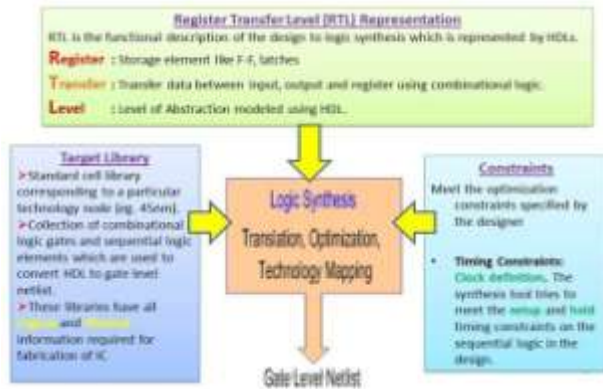 Register Transfer Level (RTL) Representation
RTL is the functional description of the design to logic synthesis which is represented by HDLs.
Register : Storage element like F-F, latches
Transfer : Transfer data between input, output and register using combinational logic.
Level : Level of Abstraction modeled using HDL.
Target Library
➤Standard cell library
corresponding to a particular
technology node (eg. 45nm).
➤Collection of combinational
logic gates and sequential logic
elements which are used to
convert HDL to gate level
netlist.
➤These libraries have all
and
information required for
fabrication of IC
Logic Synthesis
Translation, Optimization,
Technology Mapping
Gate Level Netlist
Constraints
Meet the optimization
constraints specified by
the designer
• Timing Constraints:
Clock definition. The
synthesis tool tries to
meet the setup and hold
timing constraints on the
sequential logic in the
design.